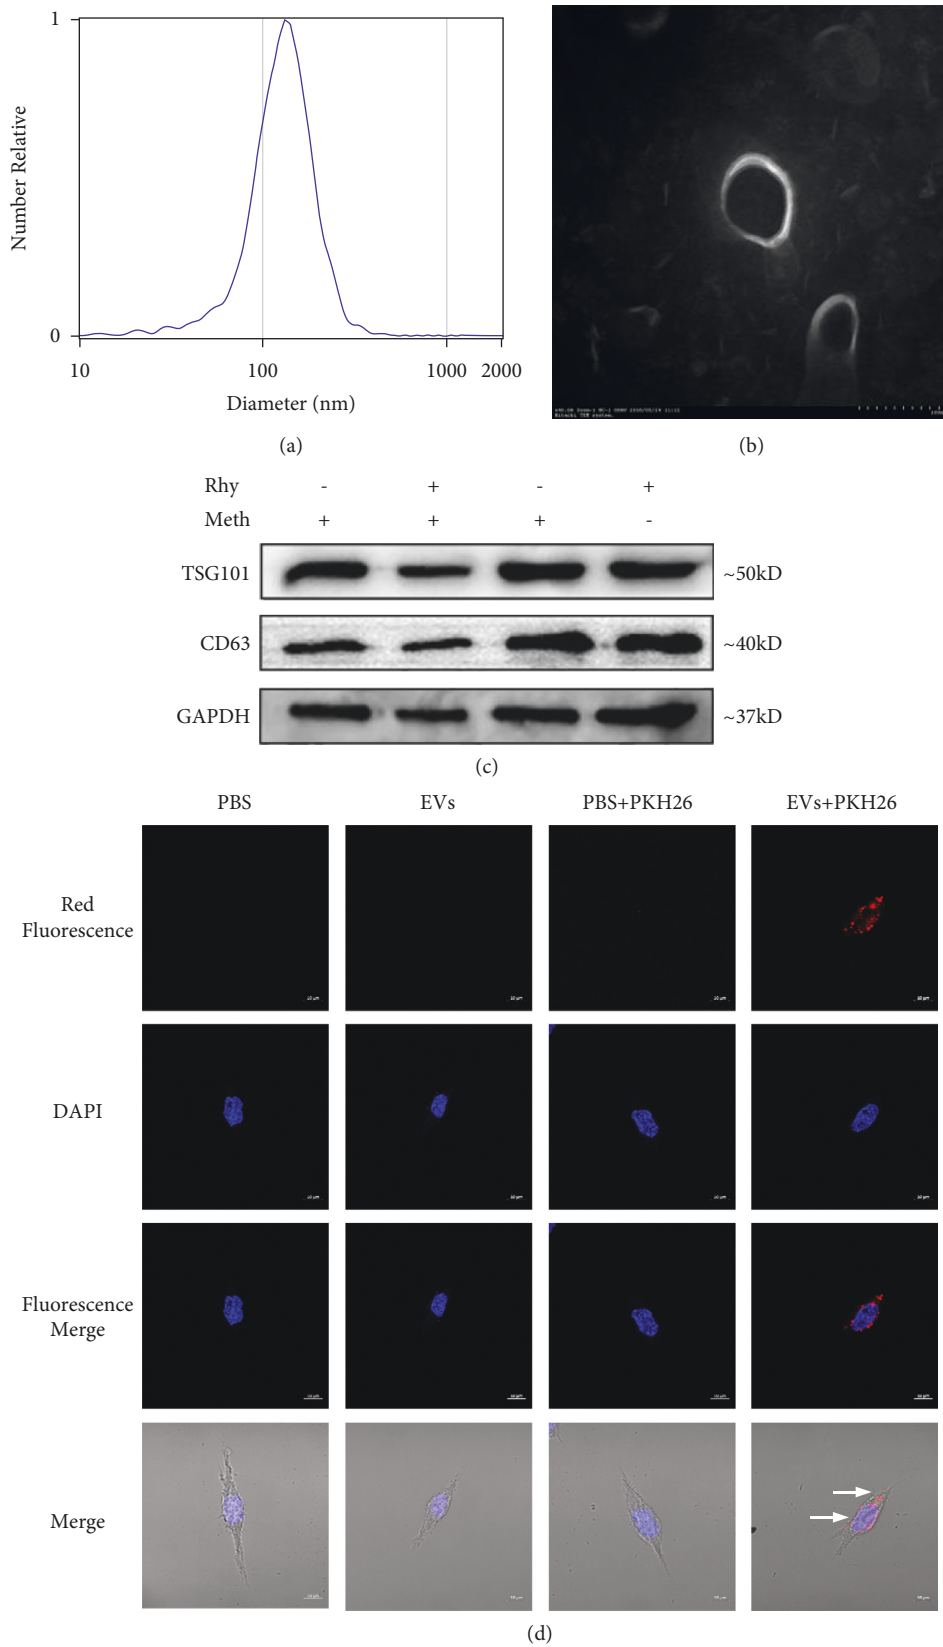 1
Number Relative
0
10 100 1000 2000
Diameter (nm)
(a) (b)
Rhy - + - +
Meth + + + -
TSG101 ~50kD
CD63 ~40kD
GAPDH ~37kD
(c)
PBS EVs PBS+PKH26 EVs+PKH26
Red
Fluorescence
DAPI
Fluorescence
Merge
Merge
(d)